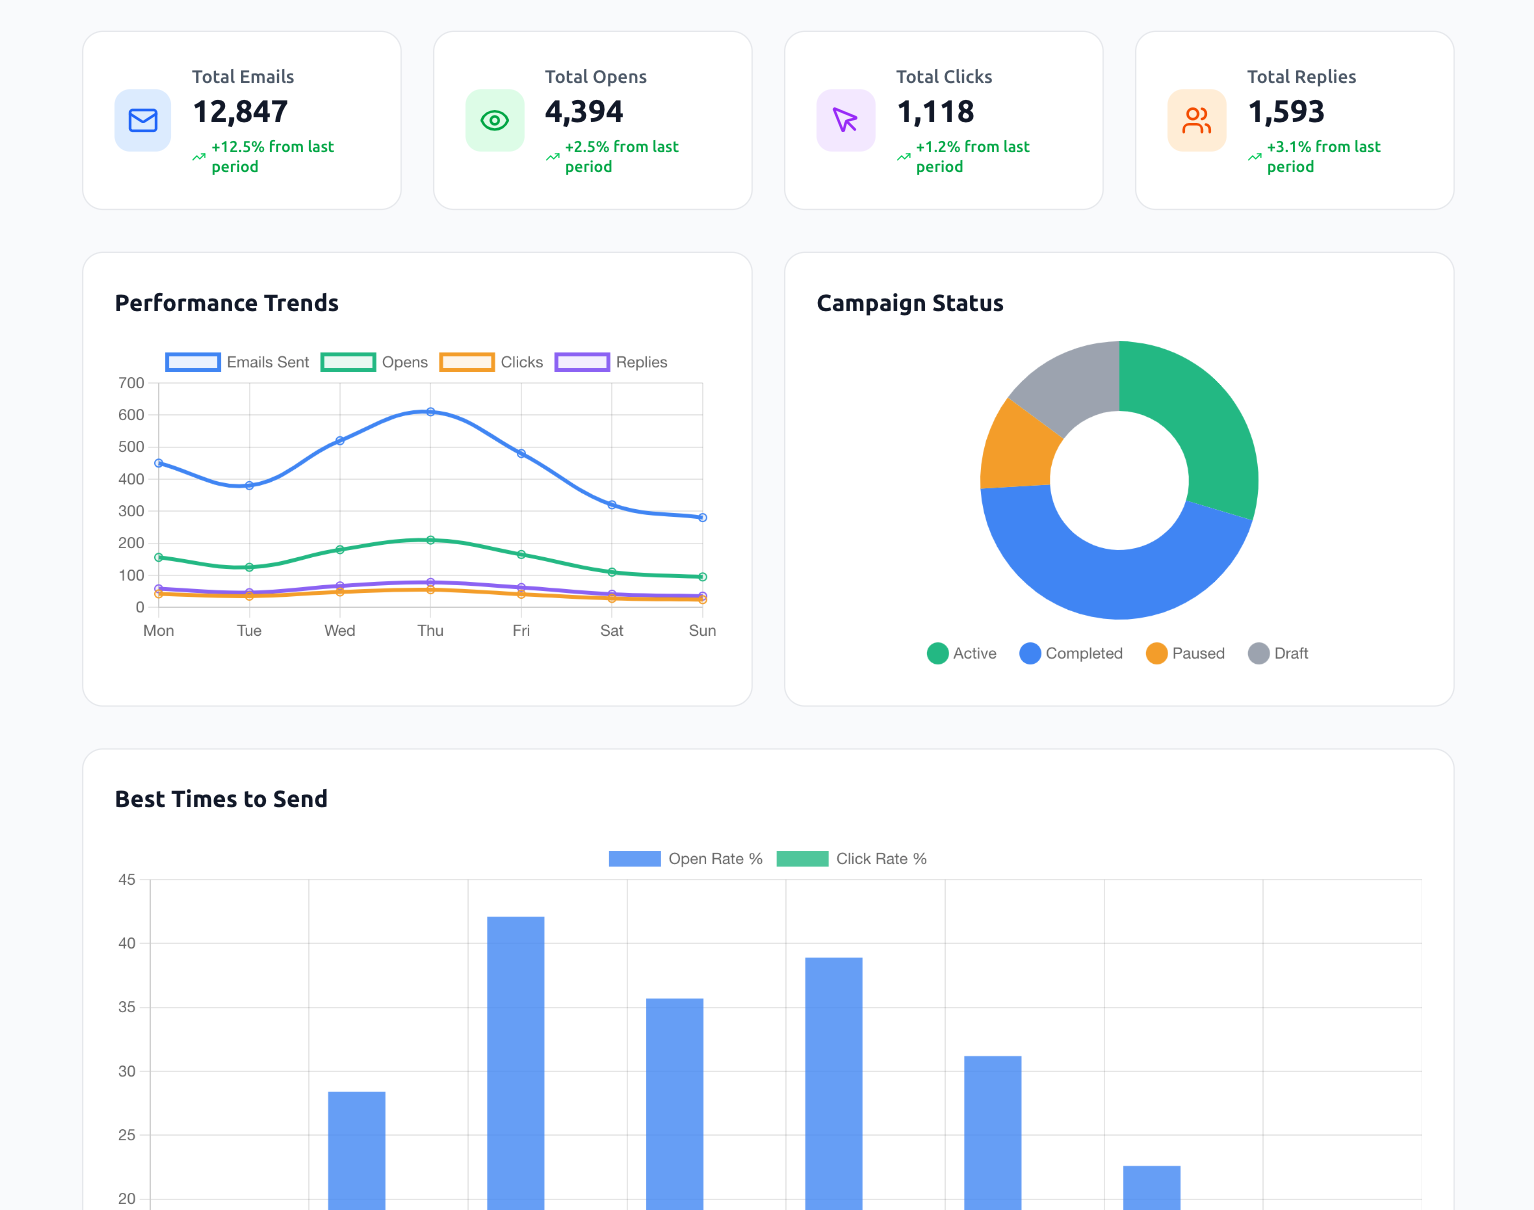 Total Emails
12,847
+12.5% from last
period
Total Opens
4,394
+2.5% from last
period
Total Clicks
1,118
+1.2% from last
period
Total Replies
1,593
+3.1% from last
period
Performance Trends
Emails Sent Opens Clicks Replies
700
600
500
400
300
200
100
0
Mon Tue Wed Thu Fri Sat Sun
Campaign Status
Active Completed Paused Draft
Best Times to Send
Open Rate % Click Rate %
45
40
35
30
25
20